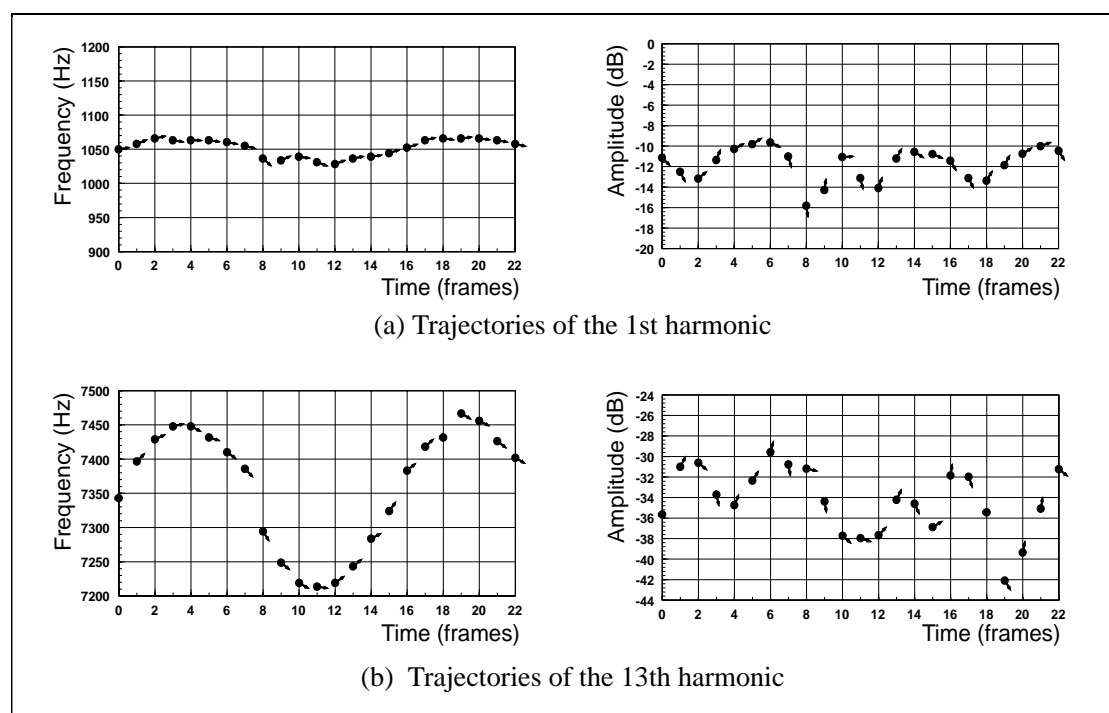 1200
1150
1100
1050
1000
950
900
Frequency (Hz)
0 2 4 6 8 10 12 14 16 18 20 22
Time (frames)
0
-2
-4
-6
-8
-10
-12
-14
-16
-18
-20
Amplitude (dB)
0 2 4 6 8 10 12 14 16 18 20 22
Time (frames)
(a) Trajectories of the 1st harmonic
7500
7450
7400
7350
7300
7250
7200
Frequency (Hz)
0 2 4 6 8 10 12 14 16 18 20 22
Time (frames)
-24
-26
-28
-30
-32
-34
-36
-38
-40
-42
-44
Amplitude (dB)
0 2 4 6 8 10 12 14 16 18 20 22
Time (frames)
(b) Trajectories of the 13th harmonic